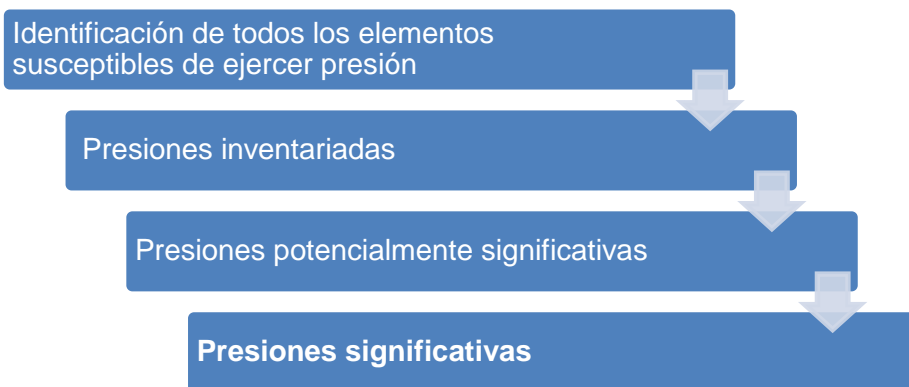 Identificación de todos los elementos
susceptibles de ejercer presión
Presiones inventariadas
Presiones potencialmente significativas
Presiones significativas